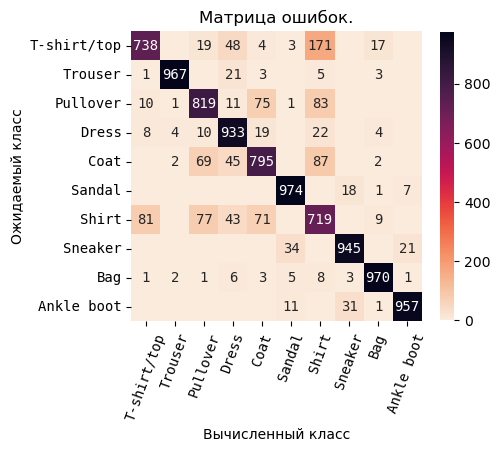 Матрица ошибок.
T-shirt/top 738 19 48 4 3 171 17
Trouser 1 967 21 3 5 3
Pullover 10 1 819 11 75 1 83
Dress 8 4 10 933 19 22 4
Coat 2 69 45 795 87 2
Sandal 974 18 1 7
Shirt 81 77 43 71 719 9
Sneaker 34 945 21
Bag 1 2 1 6 3 5 8 3 970 1
Ankle boot 11 31 1 957
T-shirt/top Trouser Pullover Dress Coat Sandal Shirt Sneaker Bag Ankle boot
Вычисленный класс
Ожидаемый класс
800
600
400
200
0